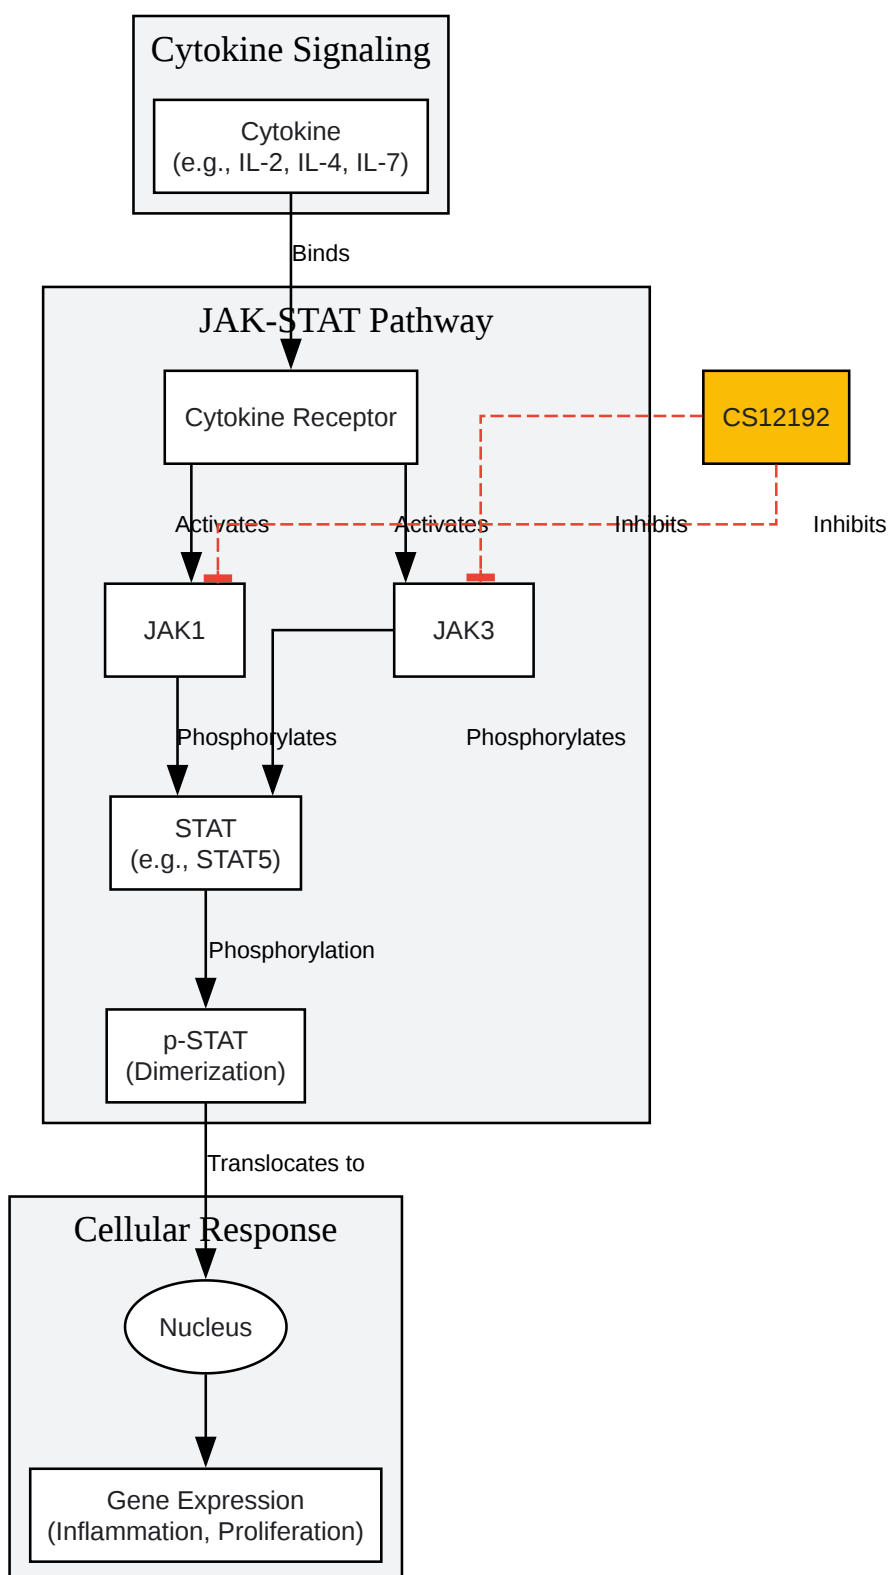 Cytokine Signaling
Cytokine
(e.g., IL-2, IL-4, IL-7)
Binds
JAK-STAT Pathway
Cytokine Receptor
CS12192
Activates
Activates
Inhibits
Inhibits
JAK1
JAK3
Phosphorylates
Phosphorylates
STAT
(e.g., STAT5)
Phosphorylation
p-STAT
(Dimerization)
Translocates to
Cellular Response
Nucleus
Gene Expression
(Inflammation, Proliferation)